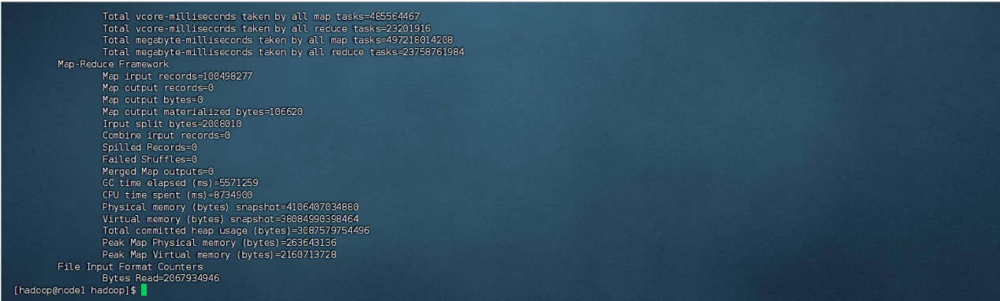 Total vcore-milliseconds taken by all map tasks=485564467
Total vcore-milliseconds taken by all reduce tasks=23201916
Total megabyte-milliseconds taken by all map tasks=497218014208
Total megabyte-milliseconds taken by all reduce tasks=23758761984
Map-Reduce Framework
Map input records=100498277
Map output records=0
Map output bytes=0
Map output materialized bytes=106620
Input split bytes=2008010
Combine input records=0
Spilled Records=0
Failed Shuffles=0
Merged Map outputs=0
GC time elapsed (ms)=5571259
CPU time spent (ms)=8734900
Physical memory (bytes) snapshot=4106407034880
Virtual memory (bytes) snapshot=38084990398464
Total committed heap usage (bytes)=3087579754496
Peak Map Physical memory (bytes)=263643136
Peak Map Virtual memory (bytes)=2160713728
File Input Format Counters
Bytes Read=2067934946
[hadoop@node1 hadoop]$